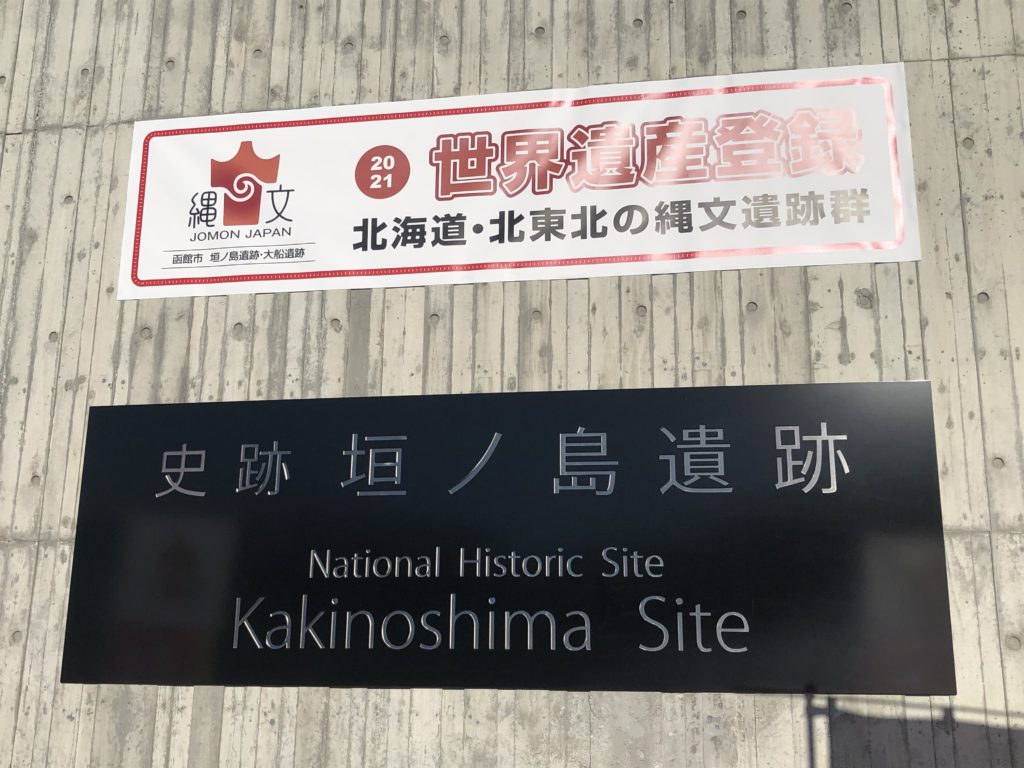 縄文
JOMON JAPAN
函館市 垣ノ島遺跡・大船遺跡
2021
世界遺産登録
北海道・北東北の縄文遺跡群
史跡 垣ノ島遺跡
National Historic Site
Kakinoshima Site